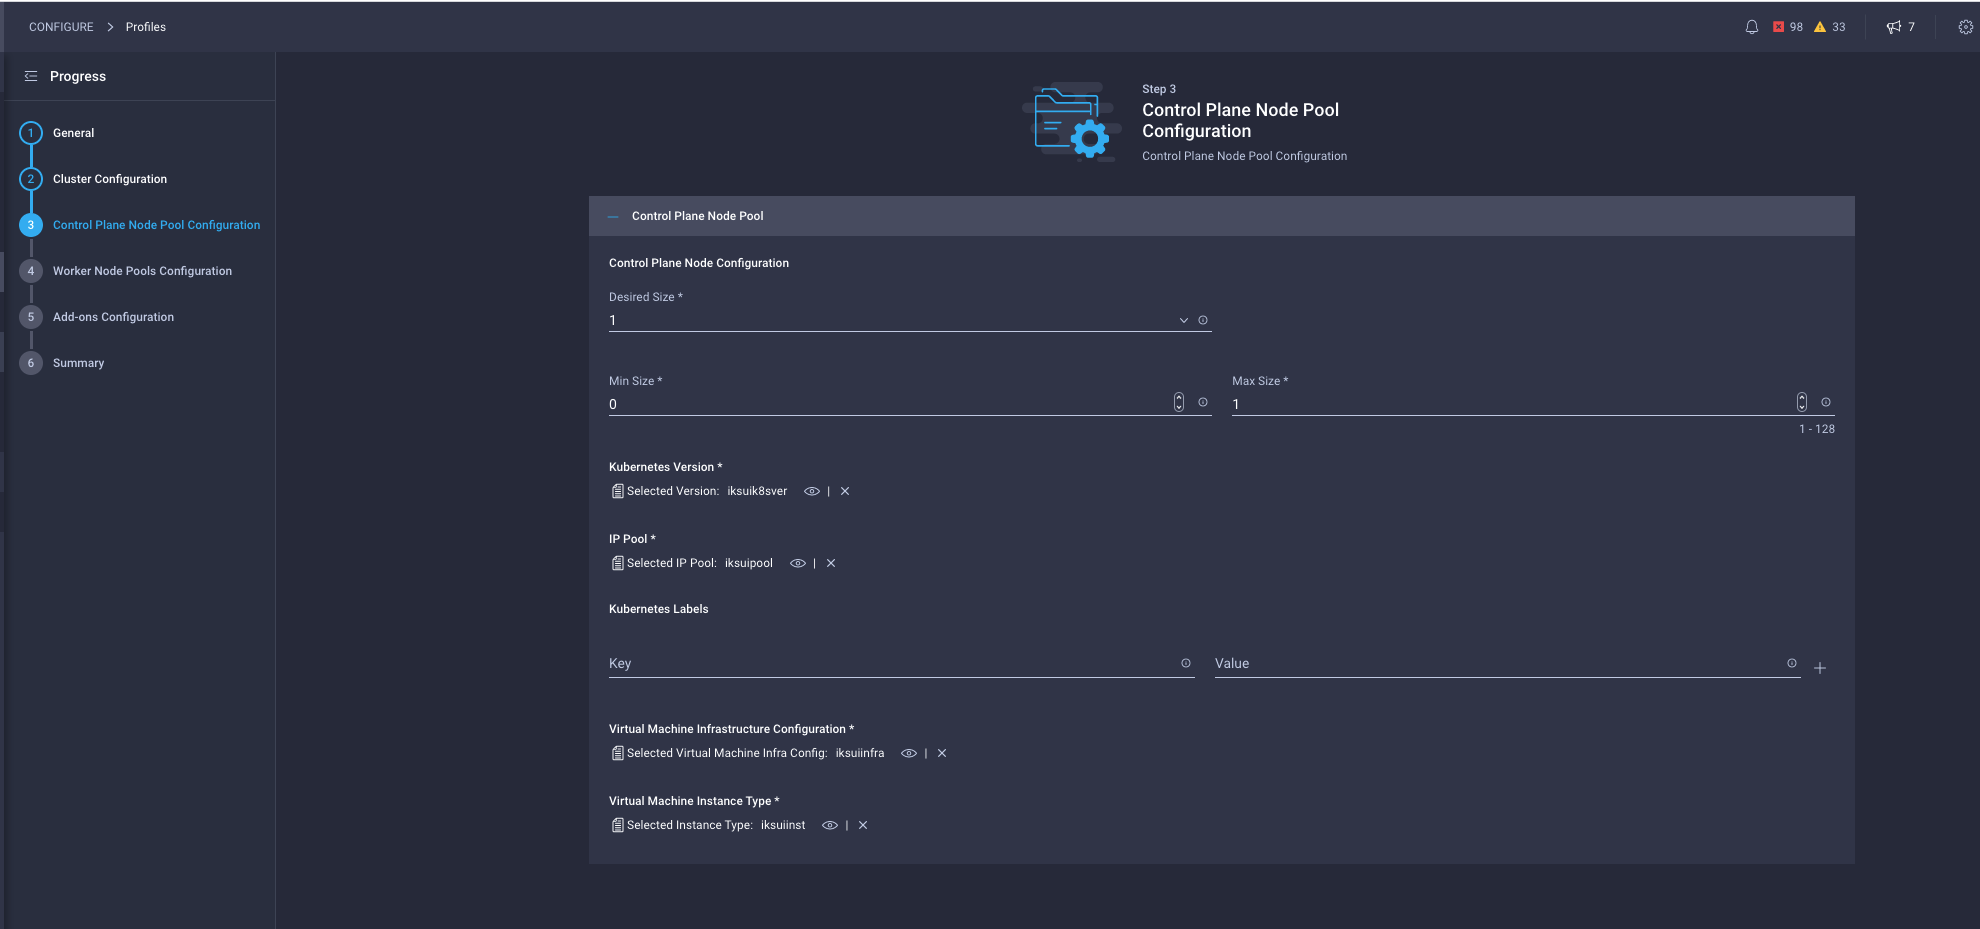 CONFIGURE > Profiles
98 33 7
Progress
1 General
2 Cluster Configuration
3 Control Plane Node Pool Configuration
4 Worker Node Pools Configuration
5 Add-ons Configuration
6 Summary
Step 3
Control Plane Node Pool
Configuration
Control Plane Node Pool Configuration
Control Plane Node Pool
Control Plane Node Configuration
Desired Size *
1
Min Size * Max Size *
0 1
1 - 128
Kubernetes Version *
Selected Version: iksuik8sver |
IP Pool *
Selected IP Pool: iksuipool |
Kubernetes Labels
Key Value
Virtual Machine Infrastructure Configuration *
Selected Virtual Machine Infra Config: iksuiinfra |
Virtual Machine Instance Type *
Selected Instance Type: iksuiinst |